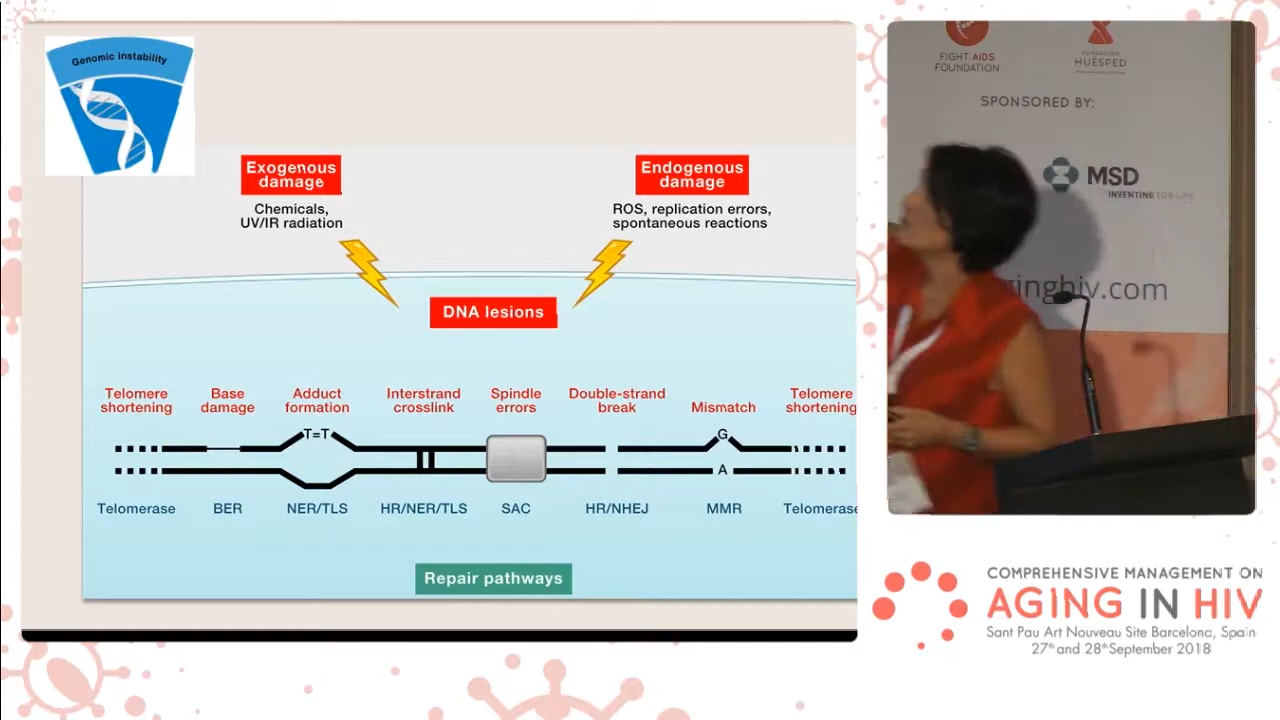 Genomic instability
Exogenous
damage
Chemicals,
UV/IR radiation
Endogenous
damage
ROS, replication errors,
spontaneous reactions
DNA lesions
Telomere
shortening
Base
damage
Adduct
formation
Interstrand
crosslink
Spindle
errors
Double-strand
break
Mismatch
Telomere
shortening
T=T
G
A
Telomerase
BER
NER/TLS
HR/NER/TLS
SAC
HR/NHEJ
MMR
Telomerase
Repair pathways
FIGHT AIDS
FOUNDATION
FUNDACIÓN
HUÉSPED
SPONSORED BY:
MSD
INVENTING FOR LIFE
ginghiv.com
COMPREHENSIVE MANAGEMENT ON
AGING IN HIV
Sant Pau Art Nouveau Site Barcelona, Spain
27th and 28th September 2018